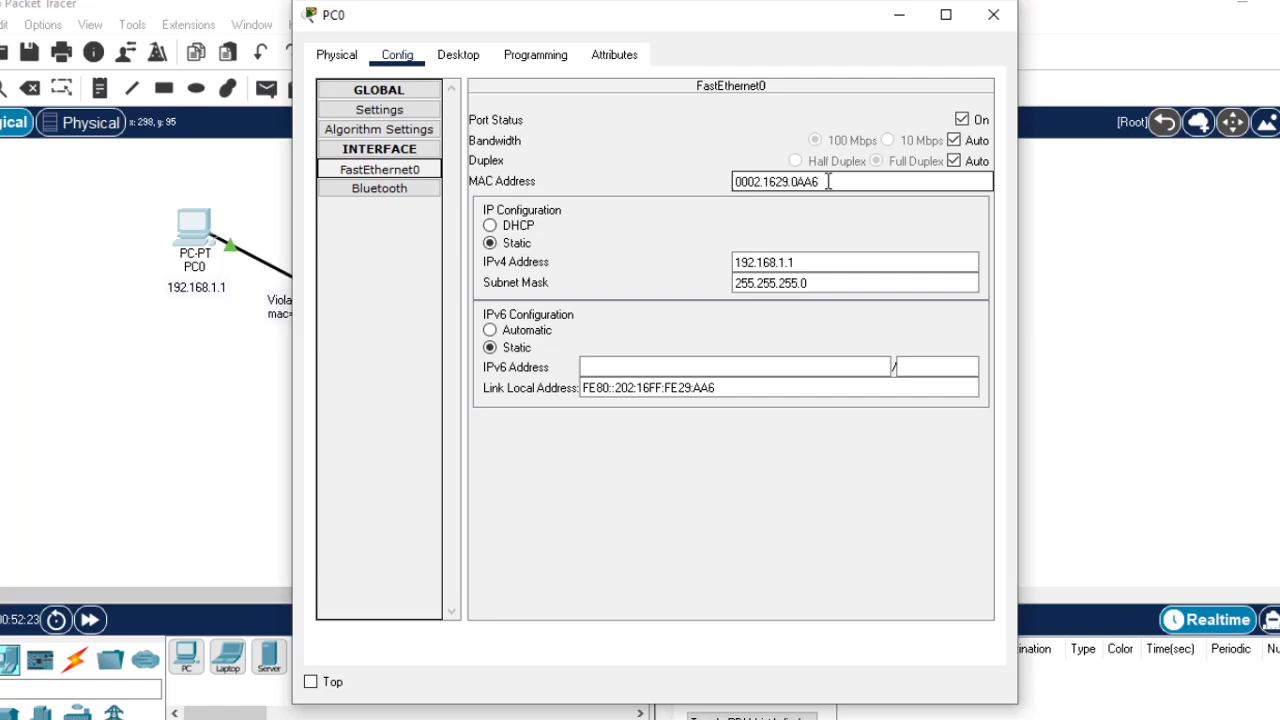 Packet Tracer
PC0
Options View Tools Extensions Window
Physical Config Desktop Programming Attributes
GLOBAL
Settings
Algorithm Settings
INTERFACE
FastEthernet0
Bluetooth
FastEthernet0
Port Status On
Bandwidth 100 Mbps 10 Mbps Auto
Duplex Half Duplex Full Duplex Auto
MAC Address 0002.1629.0AA6
IP Configuration
DHCP
Static
IPv4 Address 192.168.1.1
Subnet Mask 255.255.255.0
IPv6 Configuration
Automatic
Static
IPv6 Address /
Link Local Address: FE80::202:16FF:FE29:AA6
Top
Physical x: 298, y: 95
[Root]
PC-PT
PC0
192.168.1.1
Viola
mac=
00:52:23
Realtime
PC Laptop Server
Type Color Time(sec) Periodic